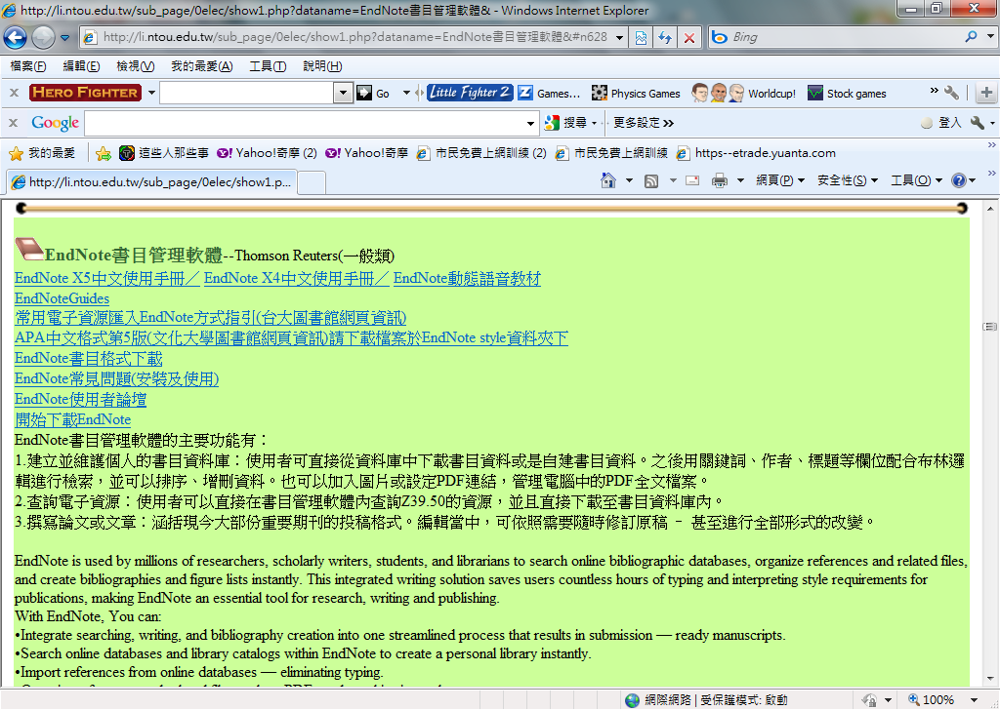 http://li.ntou.edu.tw/sub_page/0elec/show1.php?dataname=EndNote書目管理軟體& - Windows Internet Explorer
http://li.ntou.edu.tw/sub_page/0elec/show1.php?dataname=EndNote書目管理軟體&#n628
Bing
檔案(F) 編輯(E) 檢視(V) 我的最愛(A) 工具(T) 說明(H)
x HERO FIGHTER Go Little Fighter 2 Z Games... Physics Games Worldcup! Stock games »
x Google 搜尋 更多設定 » 登入
我的最愛 這些人那些事 Yahoo!奇摩 (2) Yahoo!奇摩 市民免費上網訓練 (2) 市民免費上網訓練 https--etrade.yuanta.com »
http://li.ntou.edu.tw/sub_page/0elec/show1.p... 網頁(P) 安全性(S) 工具(O) »
EndNote書目管理軟體--Thomson Reuters(一般類)
EndNote X5中文使用手冊／ EndNote X4中文使用手冊／ EndNote動態語音教材
EndNoteGuides
常用電子資源匯入EndNote方式指引(台大圖書館網頁資訊)
APA中文格式第5版(文化大學圖書館網頁資訊)請下載檔案於EndNote style資料夾下
EndNote書目格式下載
EndNote常見問題(安裝及使用)
EndNote使用者論壇
開始下載EndNote
EndNote書目管理軟體的主要功能有：
1.建立並維護個人的書目資料庫：使用者可直接從資料庫中下載書目資料或是自建書目資料。之後用關鍵詞、作者、標題等欄位配合布林邏
輯進行檢索，並可以排序、增刪資料。也可以加入圖片或設定PDF連結，管理電腦中的PDF全文檔案。
2.查詢電子資源：使用者可以直接在書目管理軟體內查詢Z39.50的資源，並且直接下載至書目資料庫內。
3.撰寫論文或文章：涵括現今大部份重要期刊的投稿格式。編輯當中，可依照需要隨時修訂原稿 – 甚至進行全部形式的改變。
EndNote is used by millions of researchers, scholarly writers, students, and librarians to search online bibliographic databases, organize references and related files,
and create bibliographies and figure lists instantly. This integrated writing solution saves users countless hours of typing and interpreting style requirements for
publications, making EndNote an essential tool for research, writing and publishing.
With EndNote, You can:
•Integrate searching, writing, and bibliography creation into one streamlined process that results in submission — ready manuscripts.
•Search online databases and library catalogs within EndNote to create a personal library instantly.
•Import references from online databases — eliminating typing.
網際網路 | 受保護模式: 啟動 100%